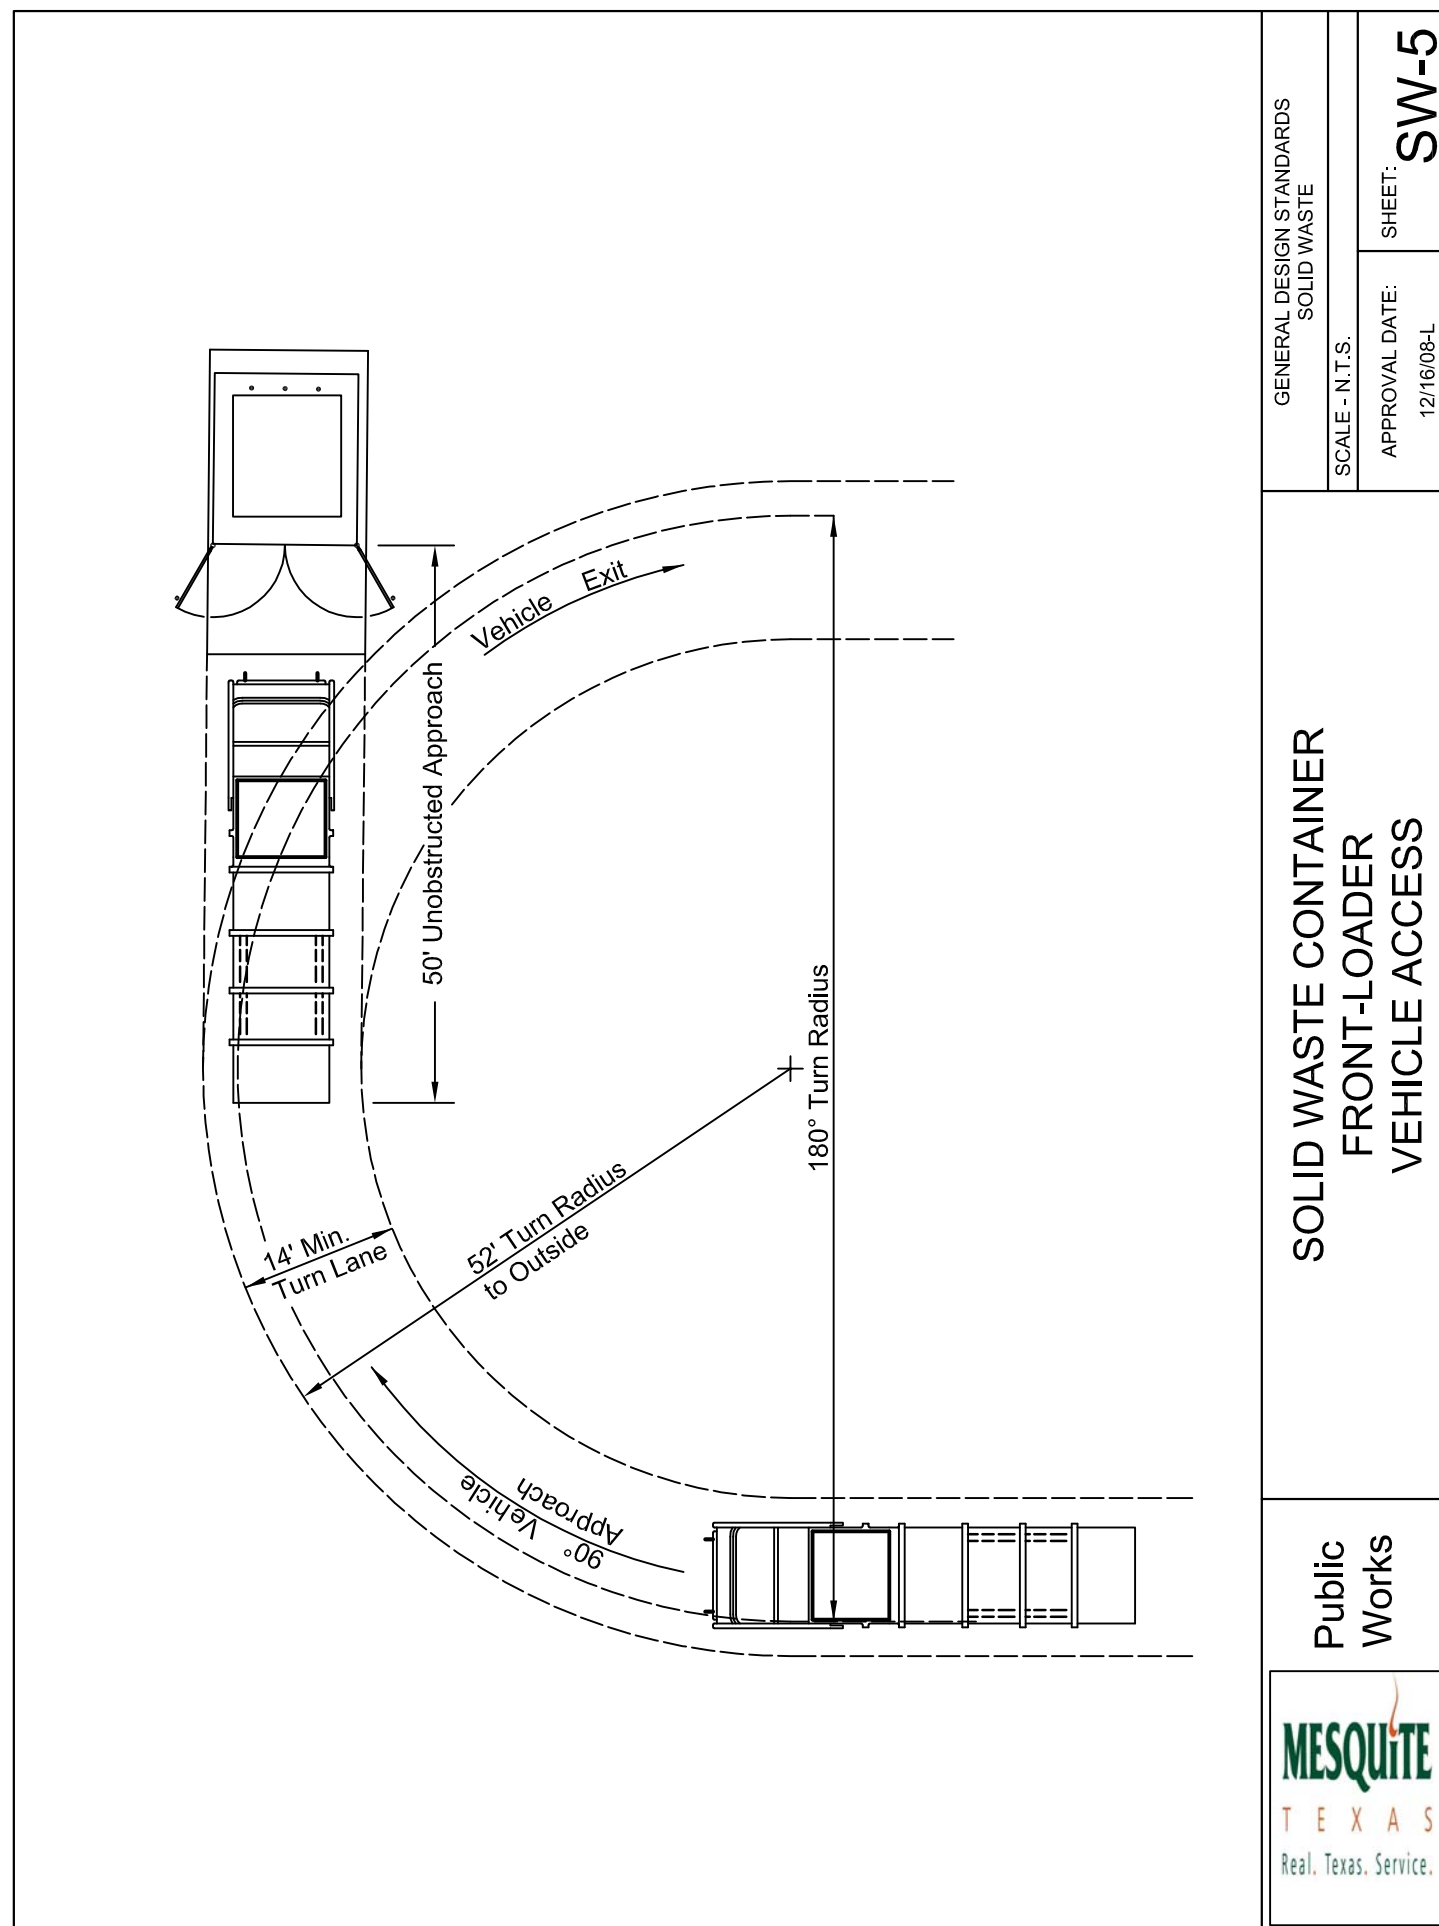 Vehicle Exit
50' Unobstructed Approach
180° Turn Radius
52' Turn Radius
to Outside
14' Min.
Turn Lane
90° Vehicle
Approach
GENERAL DESIGN STANDARDS
SOLID WASTE
SCALE - N.T.S.
APPROVAL DATE:
12/16/08-L
SHEET:
SW-5
SOLID WASTE CONTAINER
FRONT-LOADER
VEHICLE ACCESS
Public
Works
MESQUiTE
TEXAS
Real. Texas. Service.